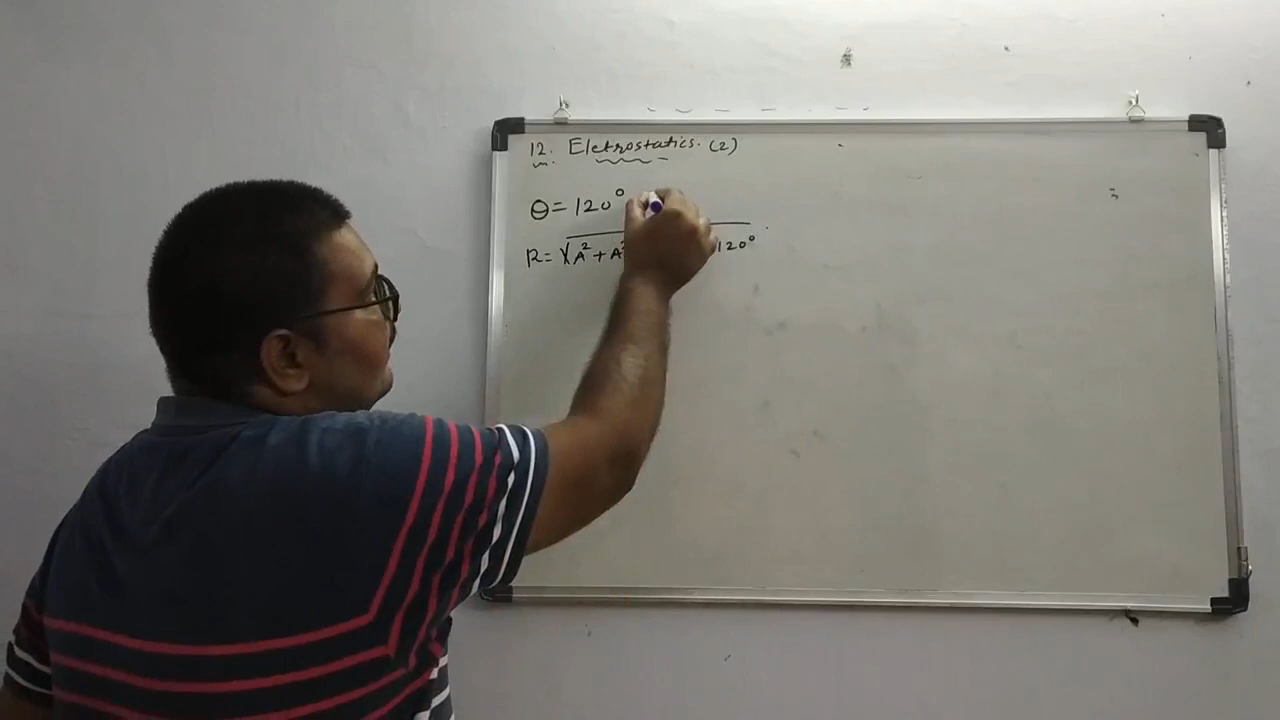 12. Eletrostatics. (2)
θ = 120°
R = √A² + A² 120°